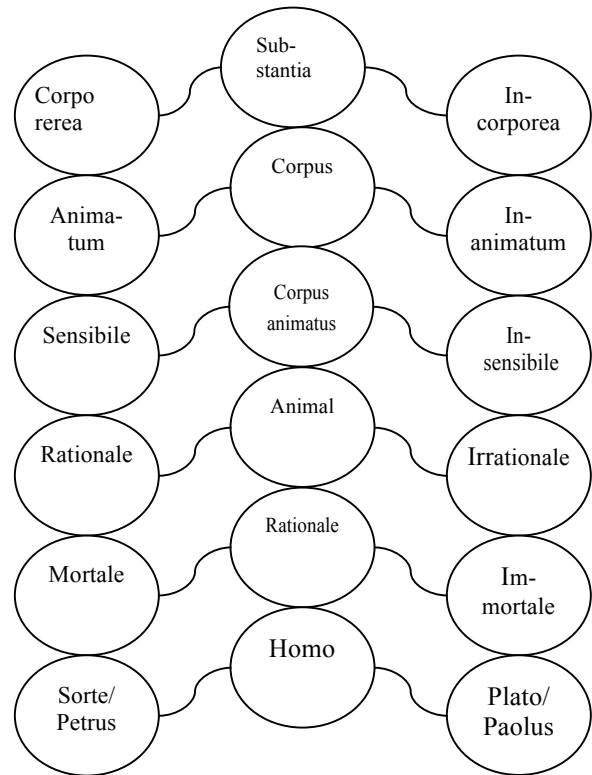 Sub-
stantia
Corpo
rerea
In-
corporea
Corpus
Anima-
tum
In-
animatum
Corpus
animatus
Sensibile
In-
sensibile
Animal
Rationale
Irrationale
Rationale
Mortale
Im-
mortale
Homo
Sorte/
Petrus
Plato/
Paolus